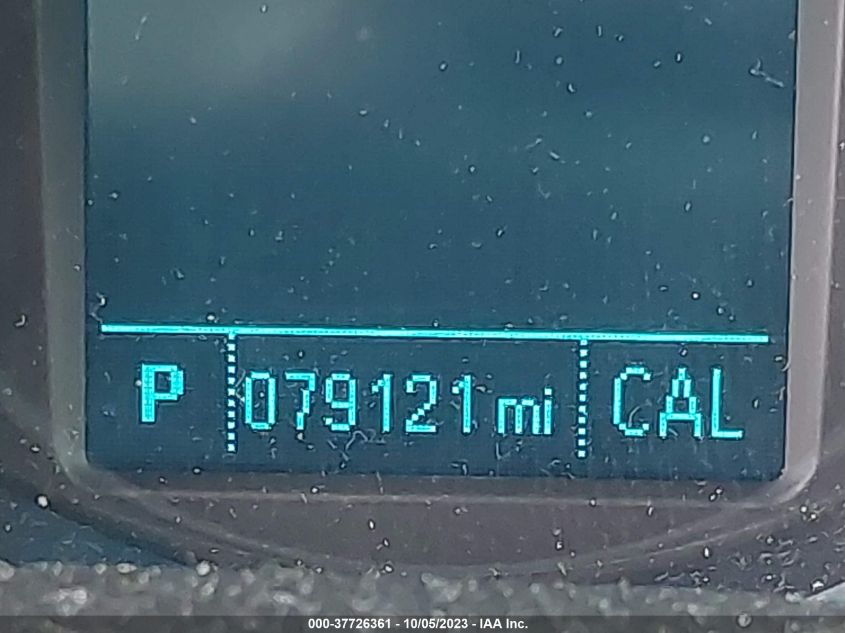 P 079121 mi CAL
000-37726361 - 10/05/2023 - IAA Inc.